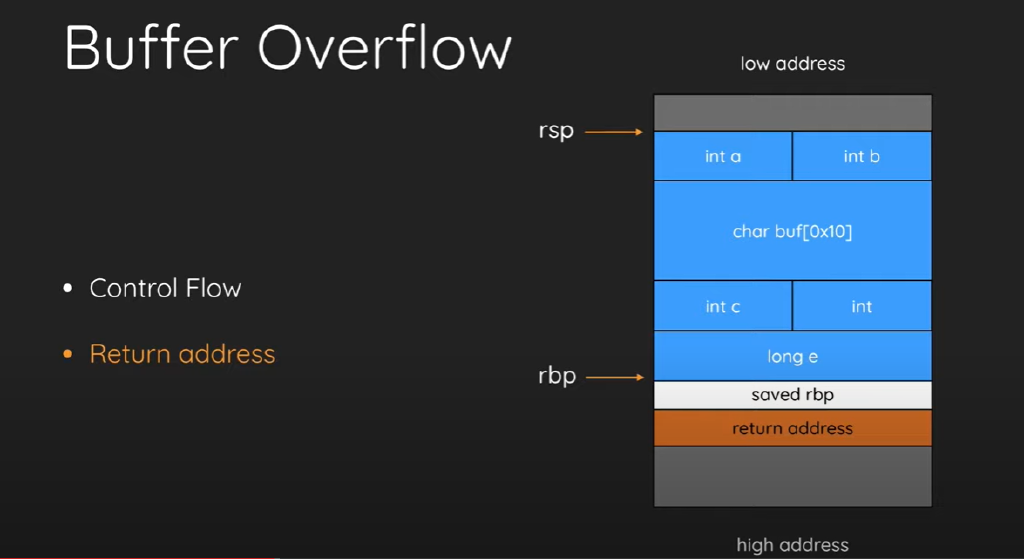 Buffer Overflow
low address
rsp
int a
int b
char buf[0x10]
Control Flow
int c
int
Return address
long e
rbp
saved rbp
return address
high address